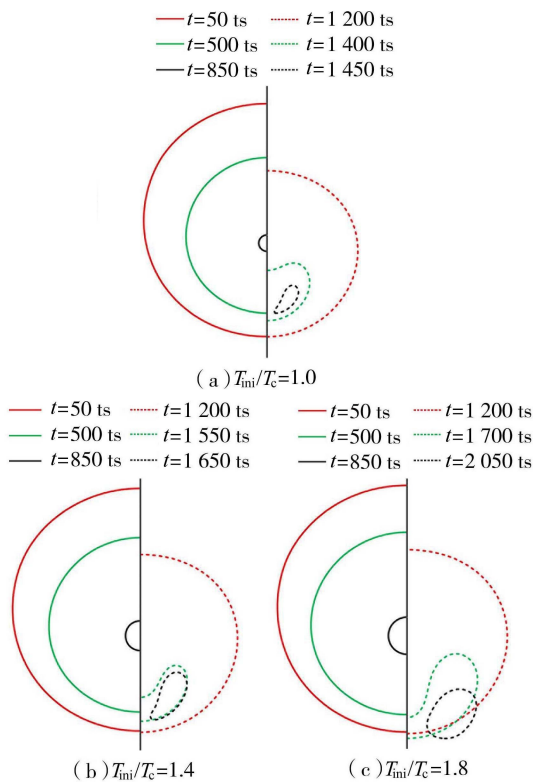 t=50 ts t=1 200 ts
t=500 ts t=1 400 ts
t=850 ts t=1 450 ts
(a) Tini/Tc=1.0
t=50 ts t=1 200 ts
t=500 ts t=1 550 ts
t=850 ts t=1 650 ts
(b) Tini/Tc=1.4
t=50 ts t=1 200 ts
t=500 ts t=1 700 ts
t=850 ts t=2 050 ts
(c) Tini/Tc=1.8